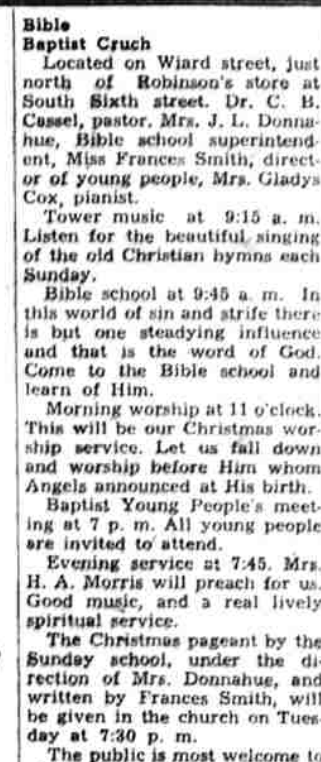 Bible
Baptist Cruch
Located on Wiard street, just
north of Robinson's store at
South Sixth street. Dr. C. B.
Cassel, pastor, Mrs. J. L. Donna-
hue, Bible school superintend-
ent, Miss Frances Smith, direct-
or of young people, Mrs. Gladys
Cox, pianist.
Tower music at 9:15 a. m.
Listen for the beautiful singing
of the old Christian hymns each
Sunday.
Bible school at 9:45 a. m. In
this world of sin and strife there
is but one steadying influence
and that is the word of God.
Come to the Bible school and
learn of Him.
Morning worship at 11 o'clock.
This will be our Christmas wor-
ship service. Let us fall down
and worship before Him whom
Angels announced at His birth.
Baptist Young People's meet-
ing at 7 p. m. All young people
are invited to attend.
Evening service at 7:45. Mrs.
H. A. Morris will preach for us.
Good music, and a real lively
spiritual service.
The Christmas pageant by the
Sunday school, under the di-
rection of Mrs. Donnahue, and
written by Frances Smith, will
be given in the church on Tues-
day at 7:30 p. m.
The public is most welcome to